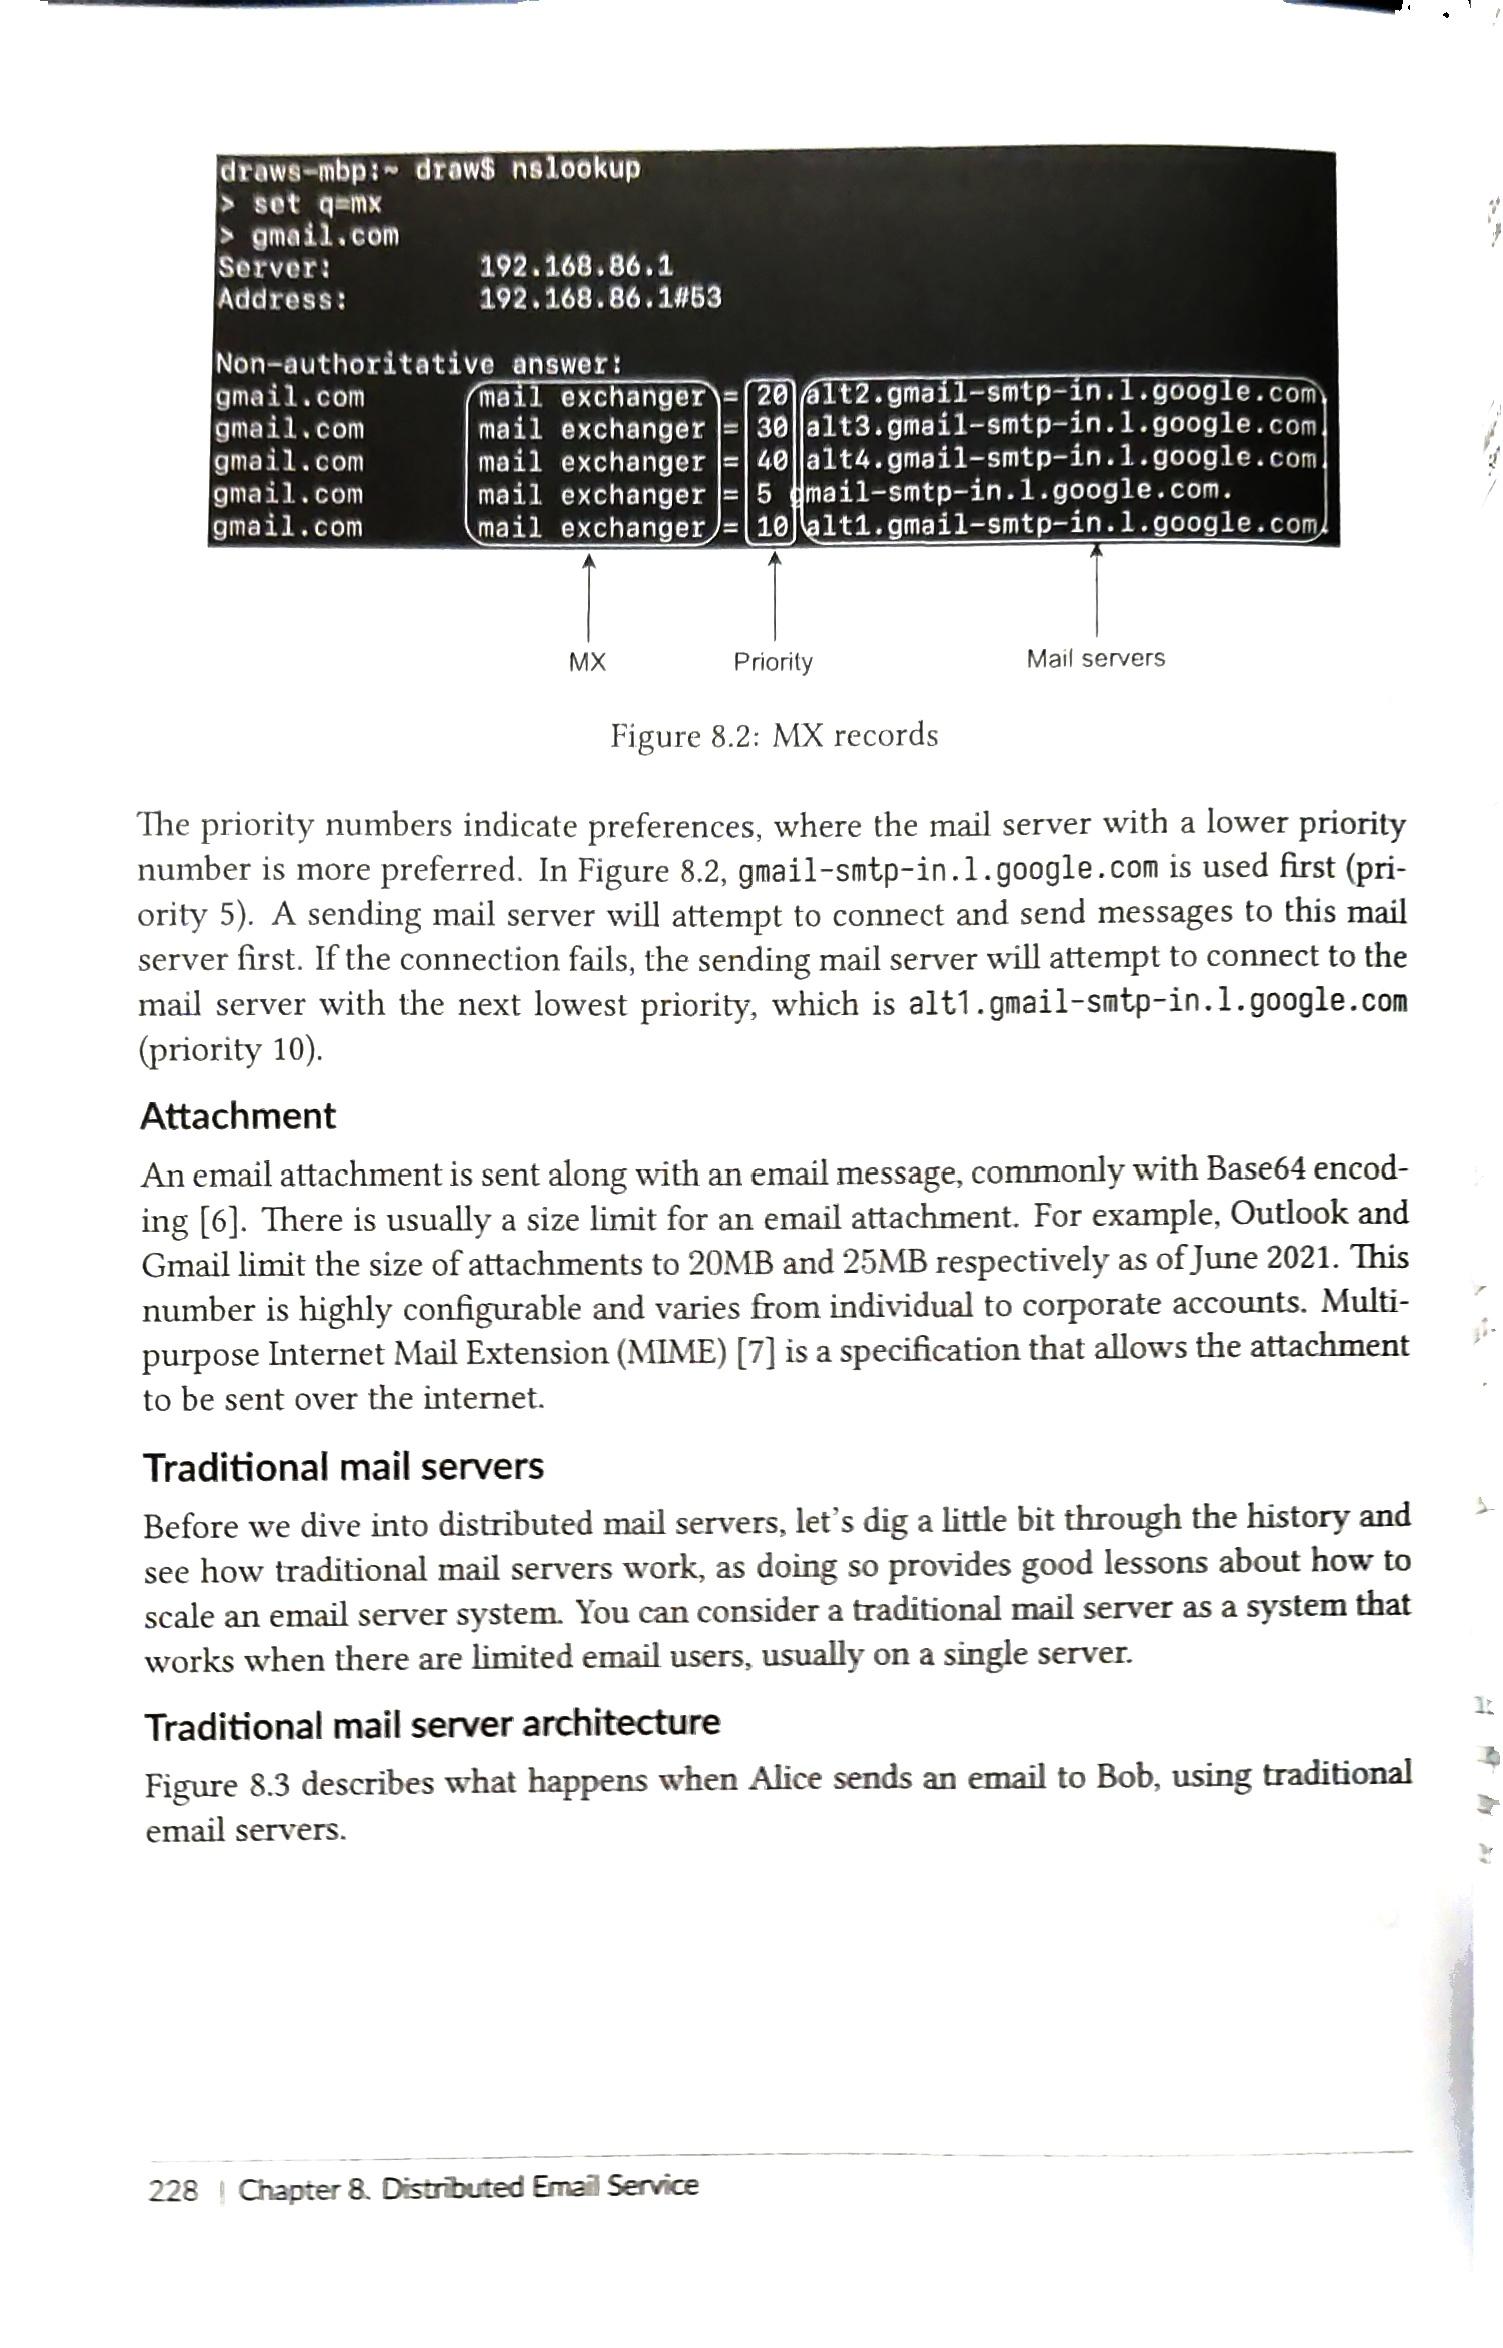 draws-mbp:~ draw$ nslookup
> set q=mx
> gmail.com
Server: 192.168.86.1
Address: 192.168.86.1#53
Non-authoritative answer:
gmail.com mail exchanger = 20 alt2.gmail-smtp-in.l.google.com.
gmail.com mail exchanger = 30 alt3.gmail-smtp-in.l.google.com.
gmail.com mail exchanger = 40 alt4.gmail-smtp-in.l.google.com.
gmail.com mail exchanger = 5 gmail-smtp-in.l.google.com.
gmail.com mail exchanger = 10 alt1.gmail-smtp-in.l.google.com.
MX Priority Mail servers
Figure 8.2: MX records
The priority numbers indicate preferences, where the mail server with a lower priority
number is more preferred. In Figure 8.2, gmail-smtp-in.l.google.com is used first (pri-
ority 5). A sending mail server will attempt to connect and send messages to this mail
server first. If the connection fails, the sending mail server will attempt to connect to the
mail server with the next lowest priority, which is alt1.gmail-smtp-in.l.google.com
(priority 10).
Attachment
An email attachment is sent along with an email message, commonly with Base64 encod-
ing [6]. There is usually a size limit for an email attachment. For example, Outlook and
Gmail limit the size of attachments to 20MB and 25MB respectively as of June 2021. This
number is highly configurable and varies from individual to corporate accounts. Multi-
purpose Internet Mail Extension (MIME) [7] is a specification that allows the attachment
to be sent over the internet.
Traditional mail servers
Before we dive into distributed mail servers, let's dig a little bit through the history and
see how traditional mail servers work, as doing so provides good lessons about how to
scale an email server system. You can consider a traditional mail server as a system that
works when there are limited email users, usually on a single server.
Traditional mail server architecture
Figure 8.3 describes what happens when Alice sends an email to Bob, using traditional
email servers.
228 | Chapter 8. Distributed Email Service